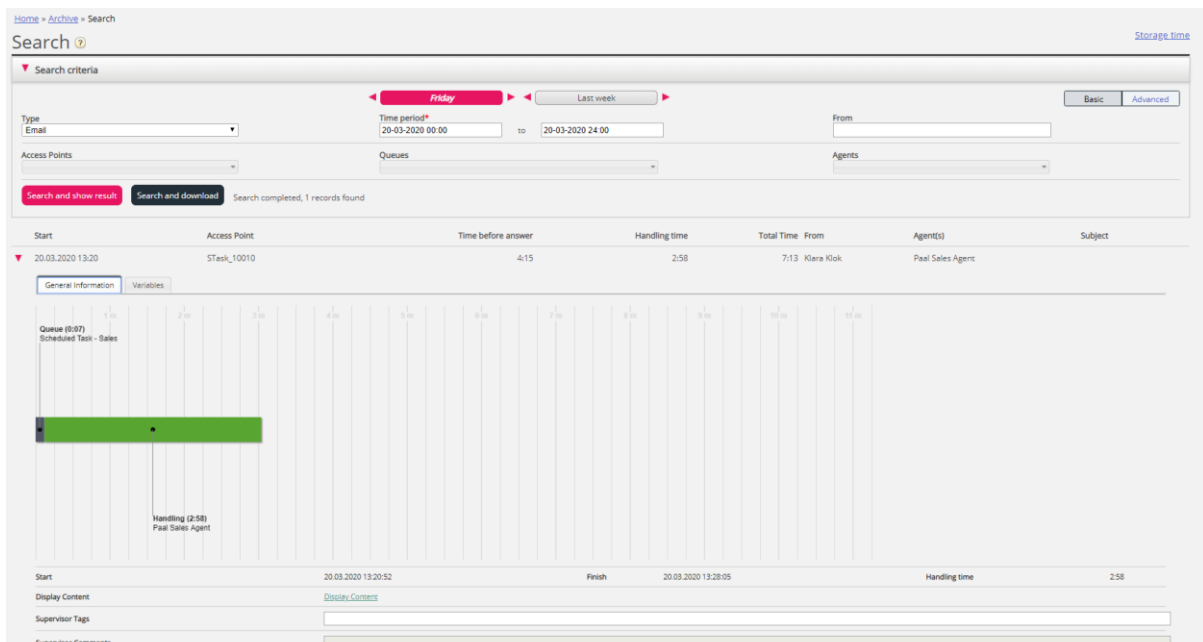 Home » Archive » Search
Search ?
Storage time
Search criteria
Friday
Last week
Basic
Advanced
Type
Time period*
From
Email
20-03-2020 00:00
to
20-03-2020 24:00
Access Points
Queues
Agents
Search and show result
Search and download
Search completed, 1 records found
Start Access Point Time before answer Handling time Total Time From Agent(s) Subject
20.03.2020 13:20 STask_10010 4:15 2:58 7:13 Klara Klok Paal Sales Agent
General Information
Variables
1 m 2 m 3 m 4 m 5 m 6 m 7 m 8 m 9 m 10 m 11 m
Queue (0:07)
Scheduled Task - Sales
Handling (2:58)
Paal Sales Agent
Start 20.03.2020 13:20:52 Finish 20.03.2020 13:28:05 Handling time 2:58
Display Content Display Content
Supervisor Tags
Supervisor Comments